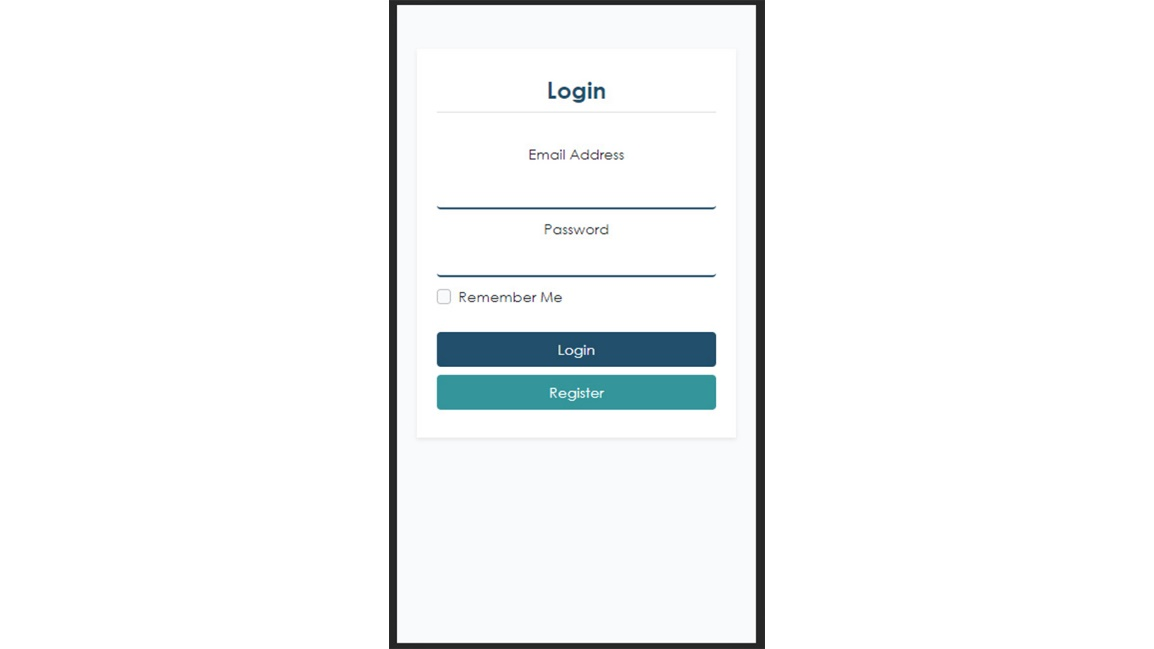 Login
Email Address
Password
Remember Me
Login
Register